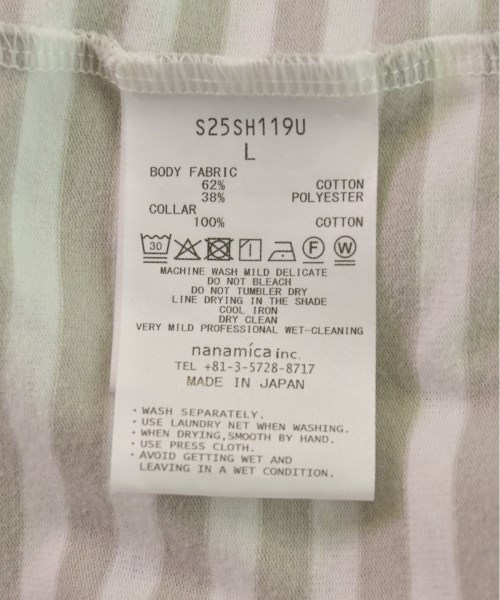 S25SH119U
L
BODY FABRIC
62% COTTON
38% POLYESTER
COLLAR
100% COTTON
30 F W
MACHINE WASH MILD DELICATE
DO NOT BLEACH
DO NOT TUMBLER DRY
LINE DRYING IN THE SHADE
COOL IRON
DRY CLEAN
VERY MILD PROFESSIONAL WET-CLEANING
nanamica inc.
TEL +81-3-5728-8717
MADE IN JAPAN
・WASH SEPARATELY.
・USE LAUNDRY NET WHEN WASHING.
・WHEN DRYING,SMOOTH BY HAND.
・USE PRESS CLOTH.
・AVOID GETTING WET AND
LEAVING IN A WET CONDITION.